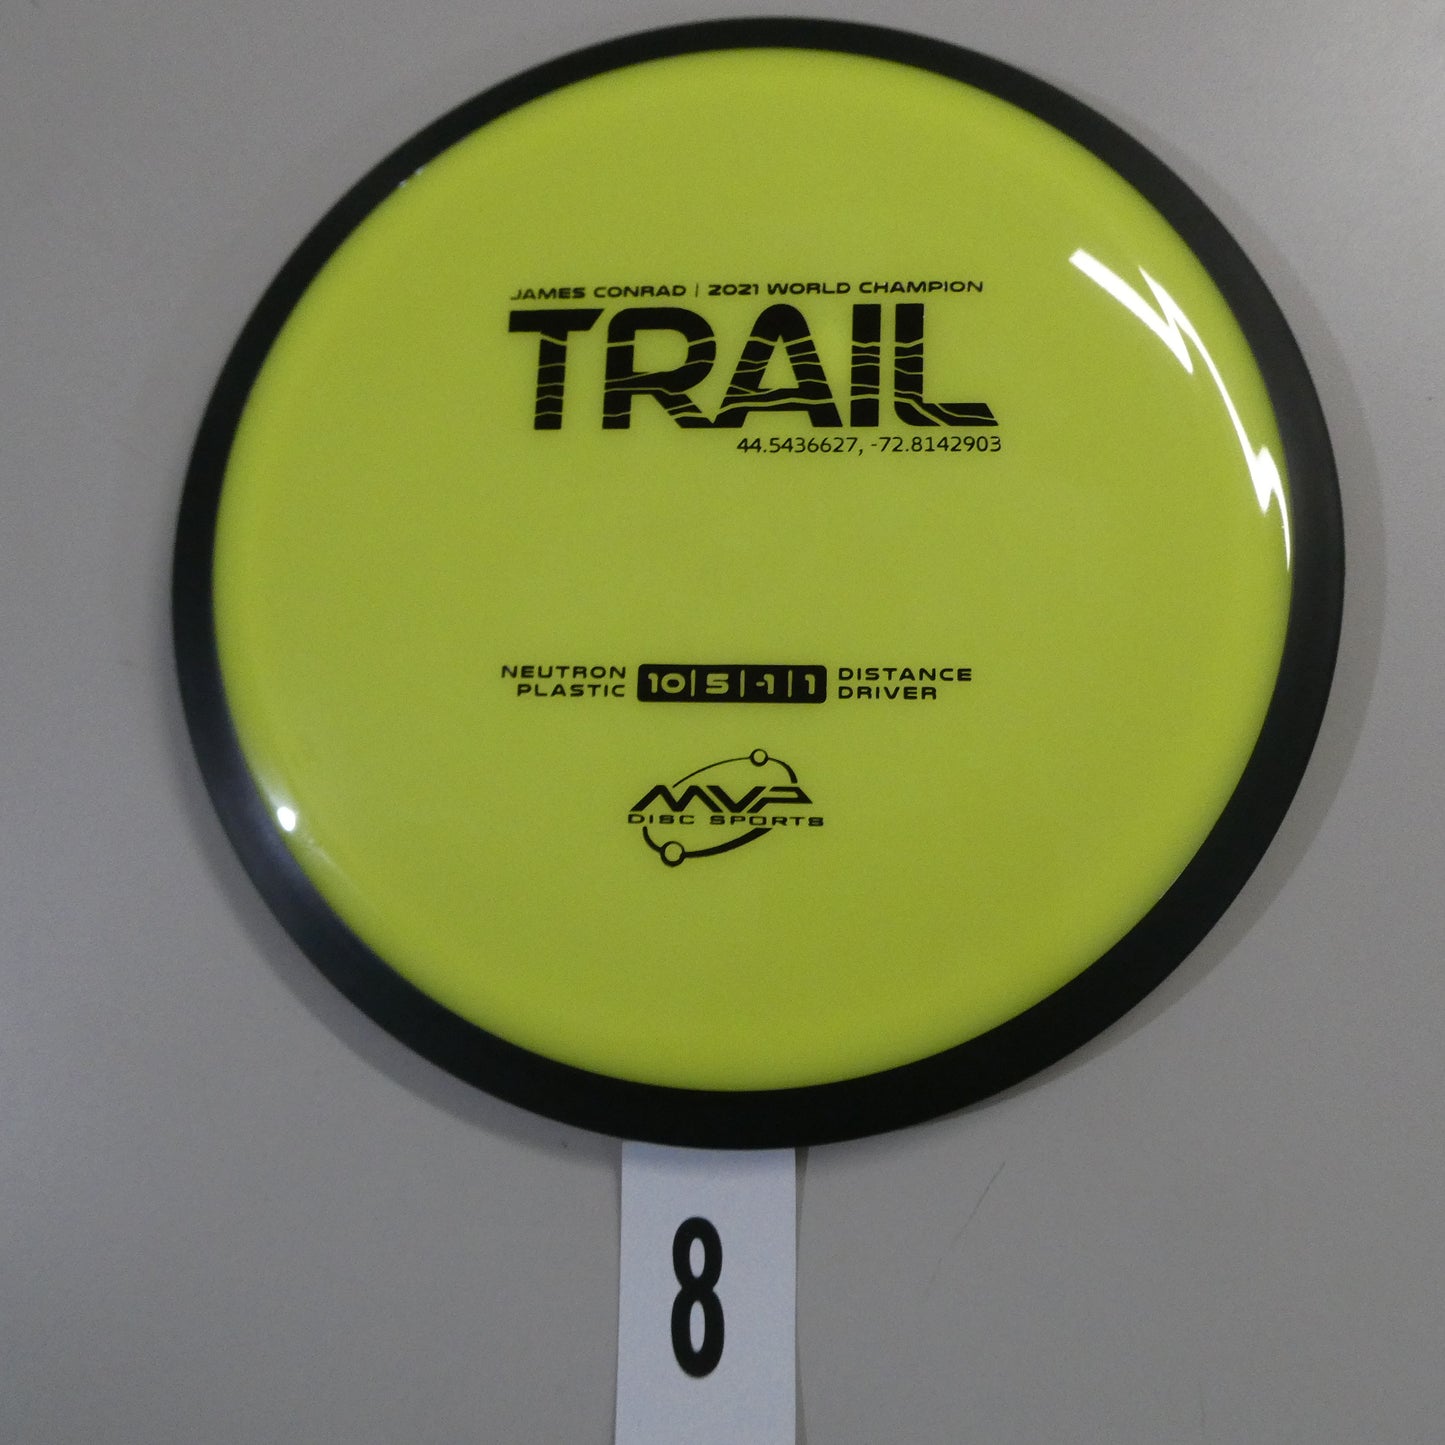 JAMES CONRAD | 2021 WORLD CHAMPION
TRAIL
44.5436627, -72.8142903
NEUTRON PLASTIC
10|5|-1|1
DISTANCE DRIVER
MVP
DISC SPORTS
8